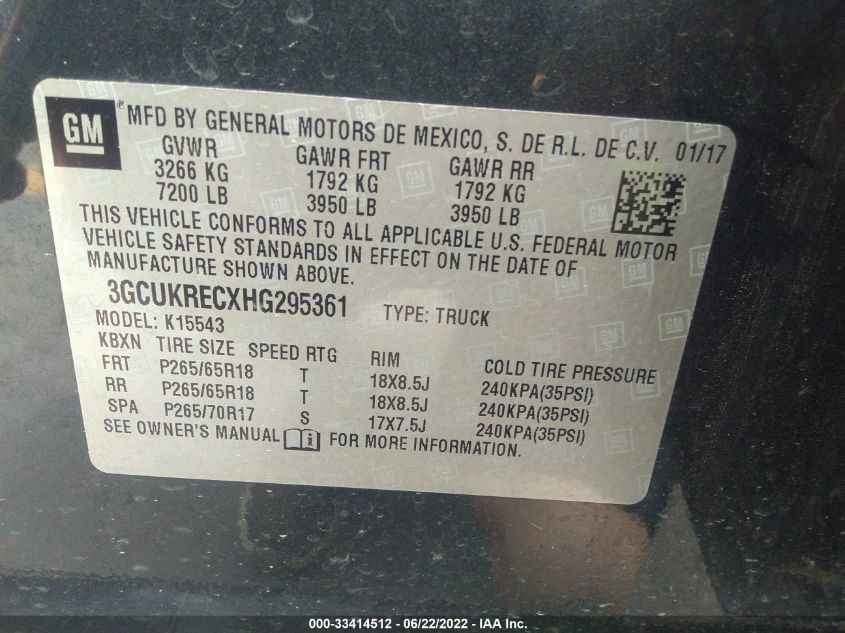 GM ® MFD BY GENERAL MOTORS DE MEXICO, S. DE R.L. DE C.V. 01/17
GVWR GAWR FRT GAWR RR
3266 KG 1792 KG 1792 KG
7200 LB 3950 LB 3950 LB
THIS VEHICLE CONFORMS TO ALL APPLICABLE U.S. FEDERAL MOTOR
VEHICLE SAFETY STANDARDS IN EFFECT ON THE DATE OF
MANUFACTURE SHOWN ABOVE.
3GCUKRECXHG295361 TYPE: TRUCK
MODEL: K15543
KBXN TIRE SIZE SPEED RTG RIM COLD TIRE PRESSURE
FRT P265/65R18 T 18X8.5J 240KPA(35PSI)
RR P265/65R18 T 18X8.5J 240KPA(35PSI)
SPA P265/70R17 S 17X7.5J 240KPA(35PSI)
SEE OWNER'S MANUAL i FOR MORE INFORMATION.
000-33414512 - 06/22/2022 - IAA Inc.